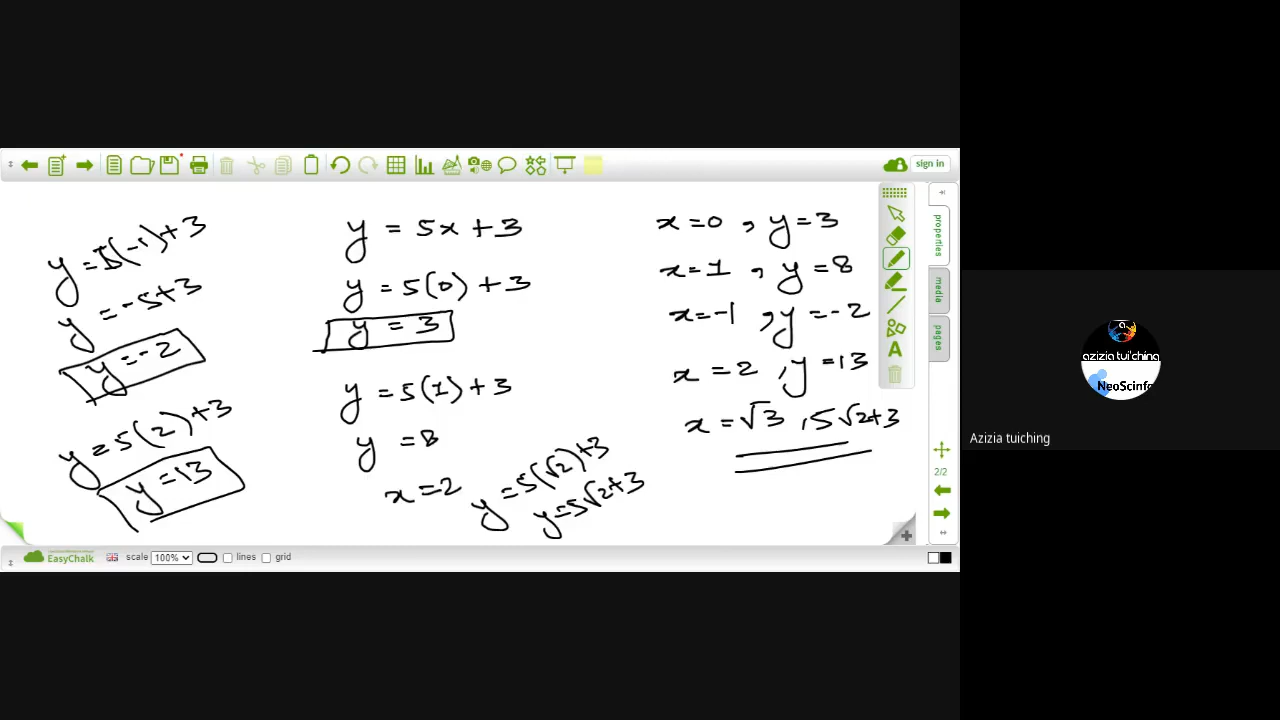 sign in
y = 5(-1)+3
y = -5+3
y = -2
y = 5(2)+3
y = 13
y = 5x + 3
y = 5(0) + 3
y = 3
y = 5(1) + 3
y = 8
x = 2
y = 5(√2)+3
y = 5√2+3
x = 0 , y = 3
x = 1 , y = 8
x = -1 , y = -2
x = 2 , y = 13
x = √3 , 5√2+3
properties
media
pages
2/2
EasyChalk
scale 100% lines grid
azizia tui'ching
NeoScinfo
Azizia tuiching